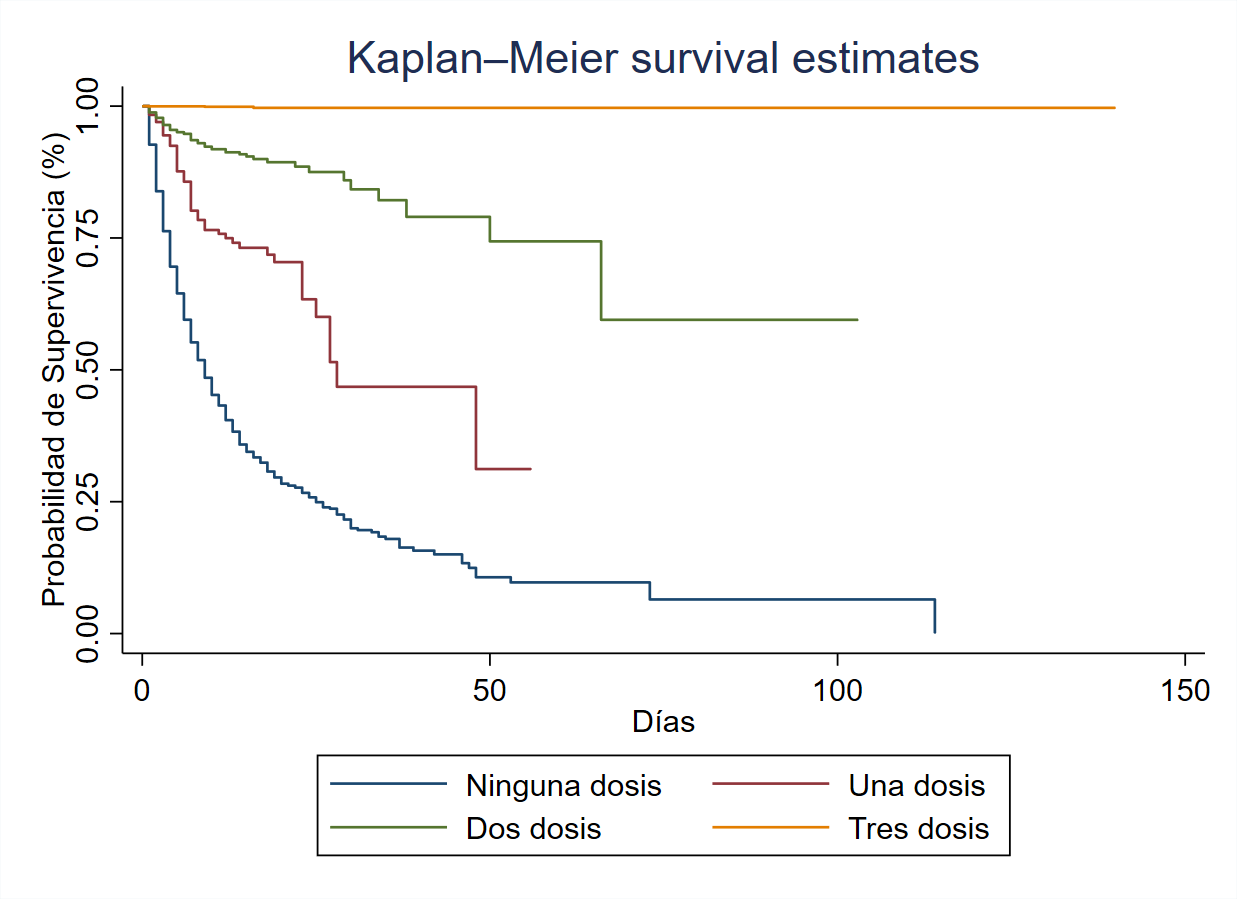 Kaplan–Meier survival estimates
Probabilidad de Supervivencia (%)
1.00
0.75
0.50
0.25
0.00
0 50 100 150
Días
Ninguna dosis Una dosis
Dos dosis Tres dosis